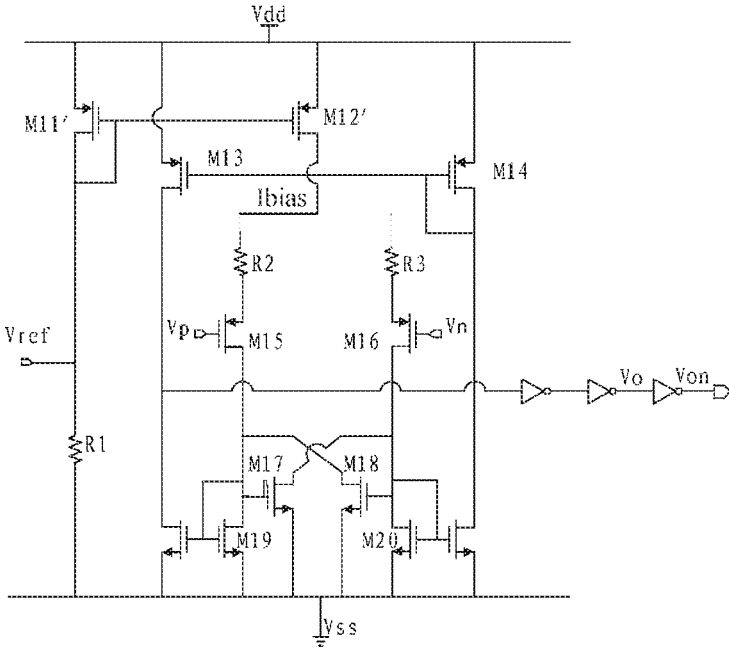 Vdd
M11'
M12'
M13
M14
Ibias
R2
R3
Vp
Vn
Vref
M15
M16
Vo
Von
R1
M17
M18
M19
M20
Vss